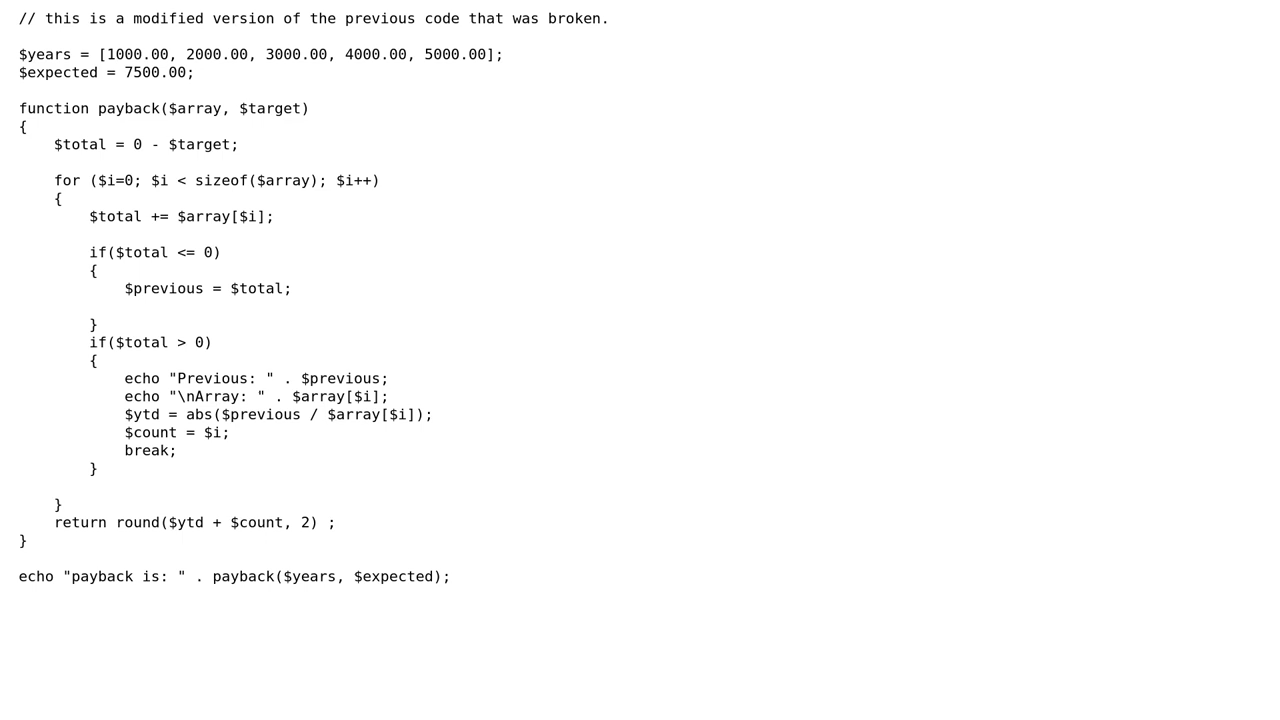 // this is a modified version of the previous code that was broken.

$years = [1000.00, 2000.00, 3000.00, 4000.00, 5000.00];
$expected = 7500.00;

function payback($array, $target)
{
    $total = 0 - $target;

    for ($i=0; $i < sizeof($array); $i++)
    {
        $total += $array[$i];

        if($total <= 0)
        {
            $previous = $total;

        }
        if($total > 0)
        {
            echo "Previous: " . $previous;
            echo "\nArray: " . $array[$i];
            $ytd = abs($previous / $array[$i]);
            $count = $i;
            break;
        }

    }
    return round($ytd + $count, 2) ;
}

echo "payback is: " . payback($years, $expected);